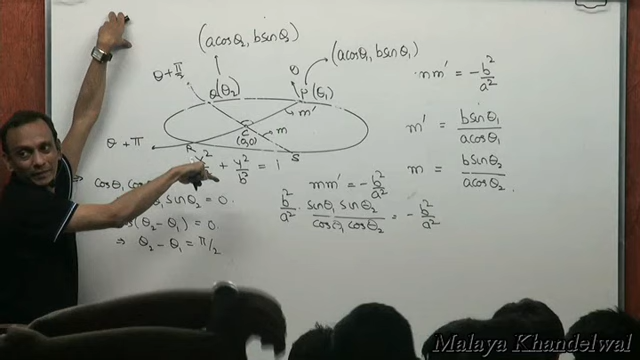 (acosθ₂, bsinθ₂)
(acosθ₁, bsinθ₁)
θ+π/2
Q(θ₂)
θ
P(θ₁)
m'
mm' = -b²/a²
C
(0,0)
m
m' = bsinθ₁/acosθ₁
θ+π
R
S
x² + y²/b² = 1
m = bsinθ₂/acosθ₂.
cosθ₁ cos
mm' = -b²/a²
sinθ₂ = 0.
b²/a² · sinθ₁ sinθ₂/cosθ₁ cosθ₂ = -b²/a²
(θ₂-θ₁) = 0.
⇒ θ₂-θ₁ = π/2
Malaya Khandelwal